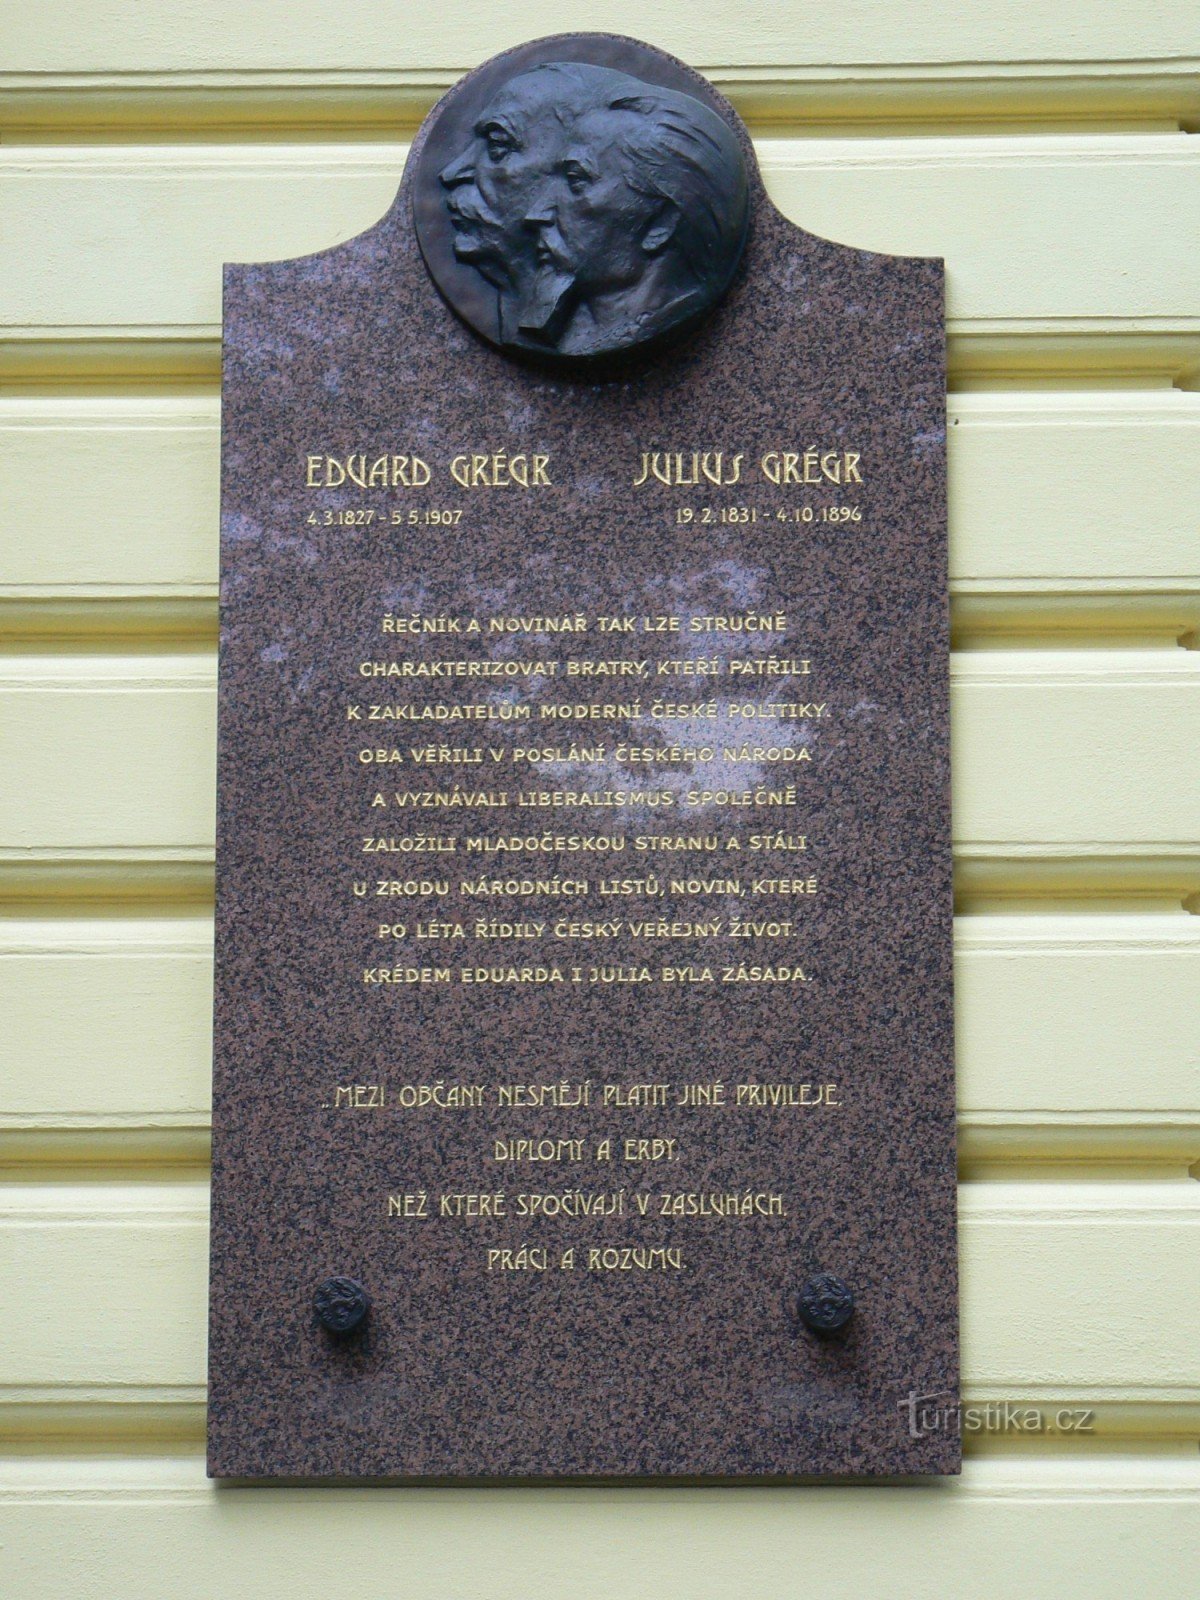 EDUARD GRÉGR JULIUS GRÉGR
4.3.1827 - 5.5.1907 19.2.1831 - 4.10.1896
ŘEČNÍK A NOVINÁŘ TAK LZE STRUČNĚ
CHARAKTERIZOVAT BRATRY, KTEŘÍ PATŘILI
K ZAKLADATELŮM MODERNÍ ČESKÉ POLITIKY.
OBA VĚŘILI V POSLÁNÍ ČESKÉHO NÁRODA
A VYZNÁVALI LIBERALISMUS SPOLEČNĚ
ZALOŽILI MLADOČESKOU STRANU A STÁLI
U ZRODU NÁRODNÍCH LISTŮ, NOVIN, KTERÉ
PO LÉTA ŘÍDILY ČESKÝ VEŘEJNÝ ŽIVOT.
KRÉDEM EDUARDA I JULIA BYLA ZÁSADA.
„MEZI OBČANY NESMĚJÍ PLATIT JINÉ PRIVILEJE,
DIPLOMY A ERBY,
NEŽ KTERÉ SPOČÍVAJÍ V ZASLUHÁCH,
PRÁCI A ROZUMU.
Turistika.cz